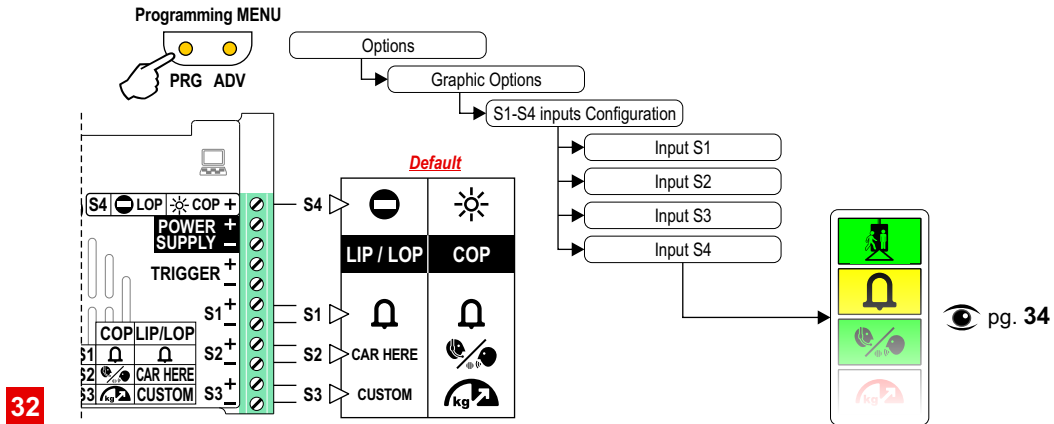 Programming MENU
PRG ADV
Options
Graphic Options
S1-S4 inputs Configuration
Input S1
Input S2
Input S3
Input S4
Default
S4 LOP COP +
POWER +
SUPPLY –
TRIGGER +
–
S1 +
–
S2 +
–
S3 +
–
COP LIP/LOP
S1
S2 CAR HERE
S3 kg CUSTOM
S4
LIP / LOP COP
S1
S2 CAR HERE
S3 CUSTOM kg
kg
pg. 34
32